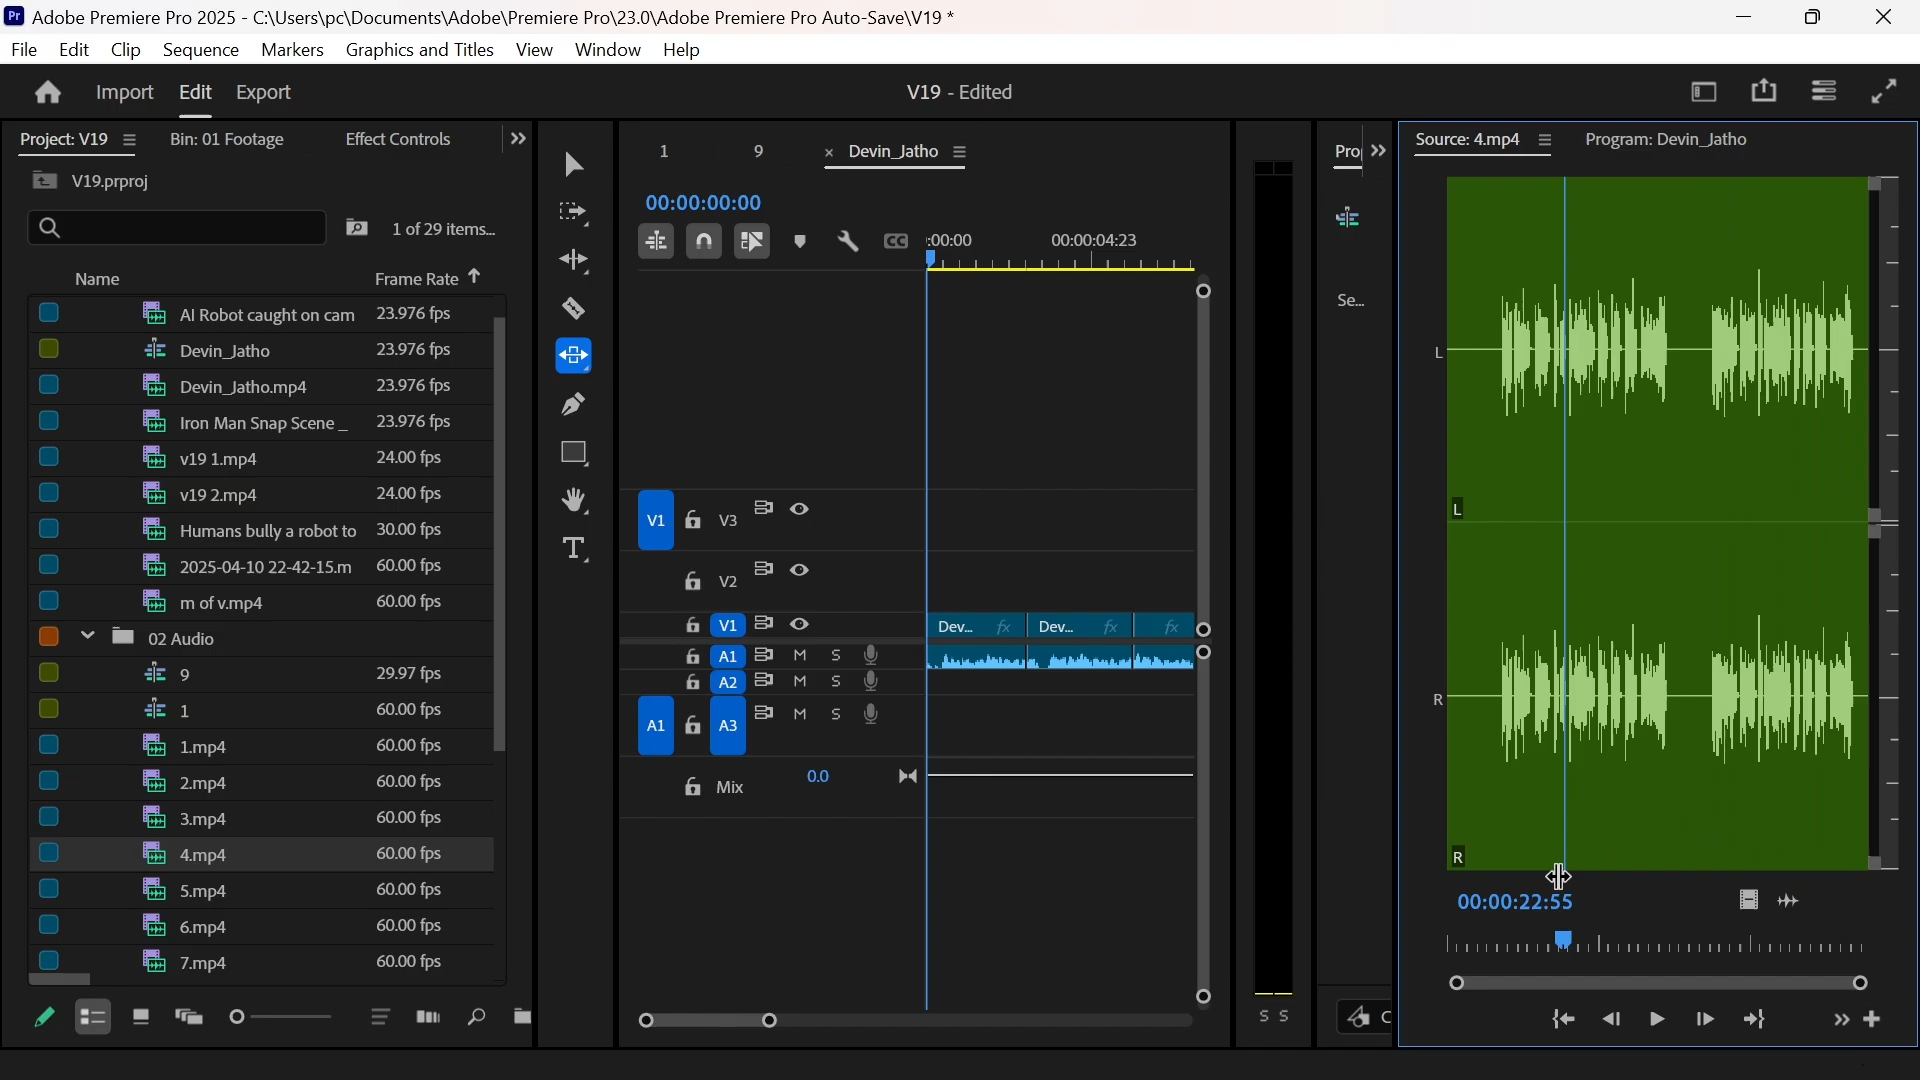 Pr Adobe Premiere Pro 2025 - C:\Users\pc\Documents\Adobe\Premiere Pro\23.0\Adobe Premiere Pro Auto-Save\V19 *
File Edit Clip Sequence Markers Graphics and Titles View Window Help
Import Edit Export V19 - Edited
Project: V19 Bin: 01 Footage Effect Controls
V19.prproj
1 of 29 items...
Name Frame Rate
AI Robot caught on cam 23.976 fps
Devin_Jatho 23.976 fps
Devin_Jatho.mp4 23.976 fps
Iron Man Snap Scene _ 23.976 fps
v19 1.mp4 24.00 fps
v19 2.mp4 24.00 fps
Humans bully a robot to 30.00 fps
2025-04-10 22-42-15.m 60.00 fps
m of v.mp4 60.00 fps
02 Audio
9 29.97 fps
1 60.00 fps
1.mp4 60.00 fps
2.mp4 60.00 fps
3.mp4 60.00 fps
4.mp4 60.00 fps
5.mp4 60.00 fps
6.mp4 60.00 fps
7.mp4 60.00 fps
T
1 9 × Devin_Jatho
00:00:00:00
CC :00:00 00:00:04:23
V1 V3
V2
V1 Dev... fx Dev... fx fx
A1 M S
A2 M S
A1 A3 M S
Mix 0.0
S S
Pro
Se...
C
Source: 4.mp4 Program: Devin_Jatho
L
L
R
R
00:00:22:55